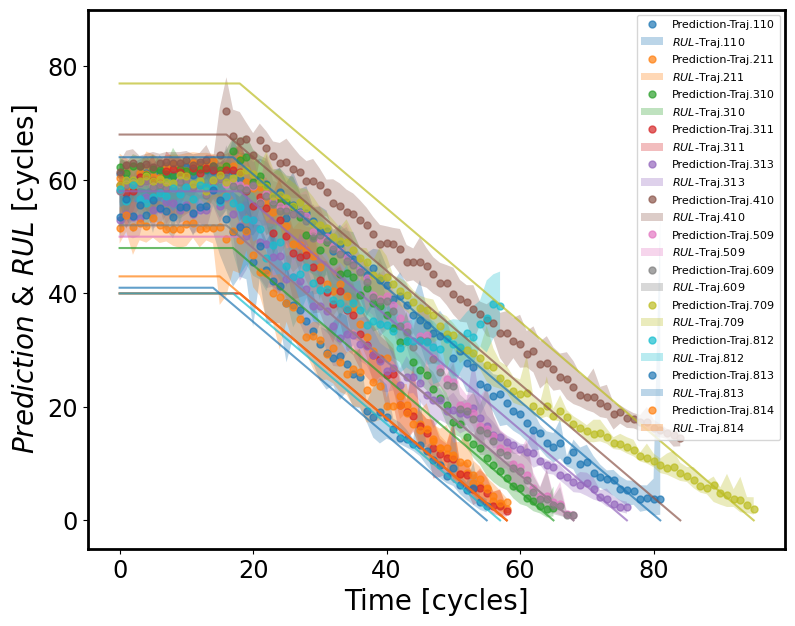 Prediction-Traj.110
RUL-Traj.110
Prediction-Traj.211
RUL-Traj.211
Prediction-Traj.310
RUL-Traj.310
Prediction-Traj.311
RUL-Traj.311
Prediction-Traj.313
RUL-Traj.313
Prediction-Traj.410
RUL-Traj.410
Prediction-Traj.509
RUL-Traj.509
Prediction-Traj.609
RUL-Traj.609
Prediction-Traj.709
RUL-Traj.709
Prediction-Traj.812
RUL-Traj.812
Prediction-Traj.813
RUL-Traj.813
Prediction-Traj.814
RUL-Traj.814
80
60
40
20
0
Prediction & RUL [cycles]
0 20 40 60 80
Time [cycles]